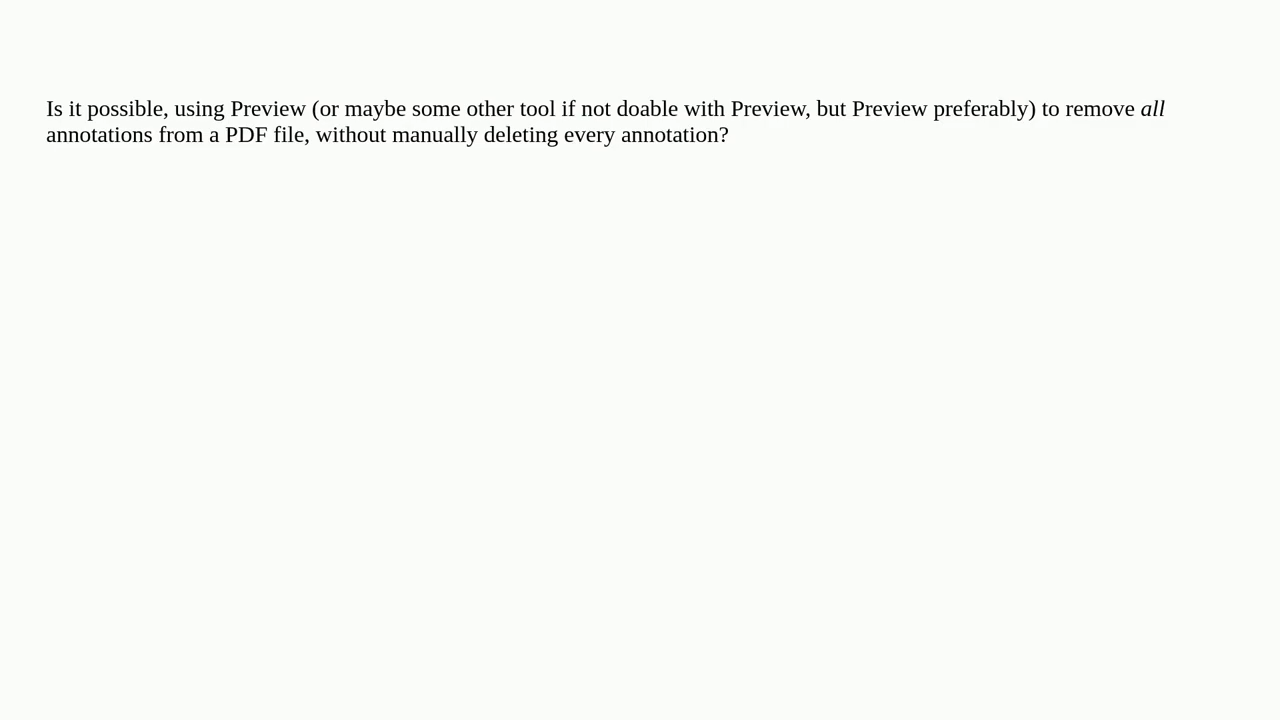 Is it possible, using Preview (or maybe some other tool if not doable with Preview, but Preview preferably) to remove all
annotations from a PDF file, without manually deleting every annotation?